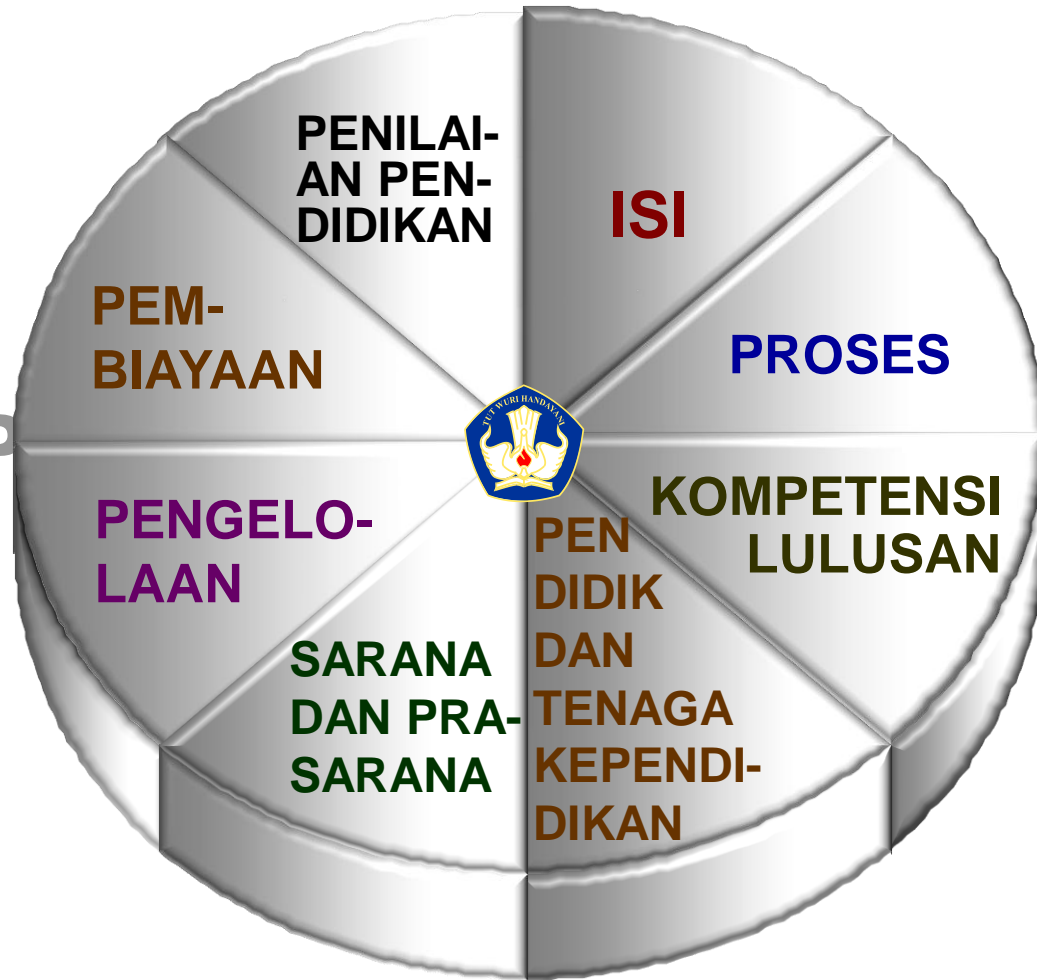 PENILAI-
AN PEN-
DIDIKAN
ISI
PROSES
KOMPETENSI
LULUSAN
PEN
DIDIK
DAN
TENAGA
KEPENDI-
DIKAN
SARANA
DAN PRA-
SARANA
PENGELO-
LAAN
PEM-
BIAYAAN
TUT WURI HANDAYANI